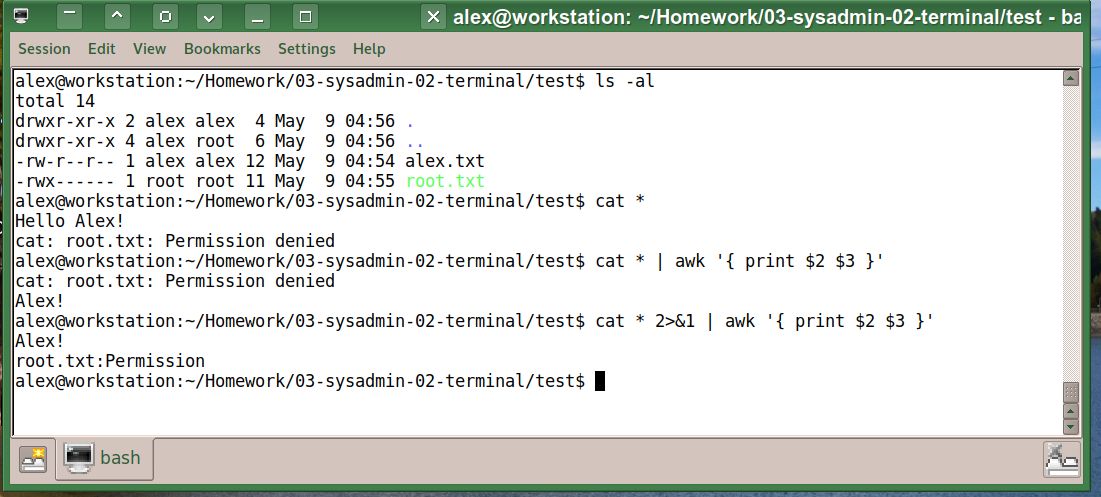 alex@workstation: ~/Homework/03-sysadmin-02-terminal/test - ba
Session Edit View Bookmarks Settings Help
alex@workstation:~/Homework/03-sysadmin-02-terminal/test$ ls -al
total 14
drwxr-xr-x 2 alex alex  4 May  9 04:56 .
drwxr-xr-x 4 alex root  6 May  9 04:56 ..
-rw-r--r-- 1 alex alex 12 May  9 04:54 alex.txt
-rwx------ 1 root root 11 May  9 04:55 root.txt
alex@workstation:~/Homework/03-sysadmin-02-terminal/test$ cat *
Hello Alex!
cat: root.txt: Permission denied
alex@workstation:~/Homework/03-sysadmin-02-terminal/test$ cat * | awk '{ print $2 $3 }'
cat: root.txt: Permission denied
Alex!
alex@workstation:~/Homework/03-sysadmin-02-terminal/test$ cat * 2>&1 | awk '{ print $2 $3 }'
Alex!
root.txt:Permission
alex@workstation:~/Homework/03-sysadmin-02-terminal/test$
bash